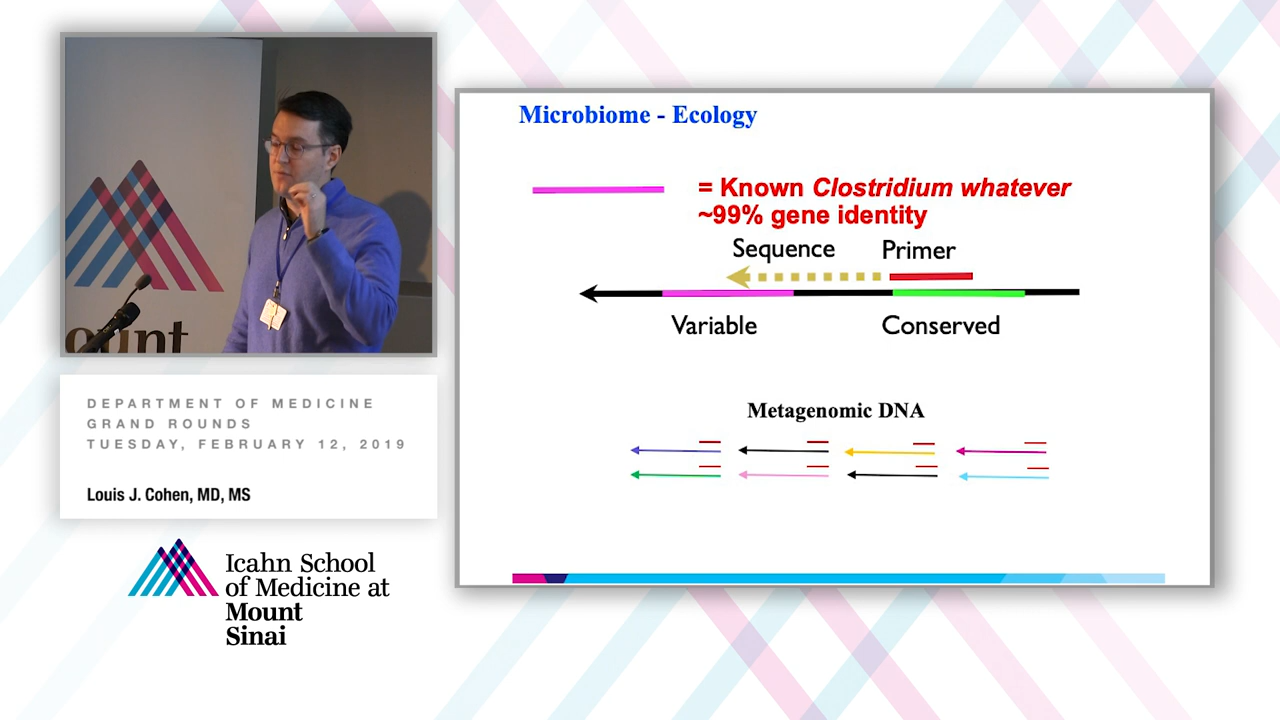 ount
DEPARTMENT OF MEDICINE
GRAND ROUNDS
TUESDAY, FEBRUARY 12, 2019
Louis J. Cohen, MD, MS
Icahn School
of Medicine at
Mount
Sinai
Microbiome - Ecology
= Known Clostridium whatever
~99% gene identity
Sequence Primer
Variable Conserved
Metagenomic DNA